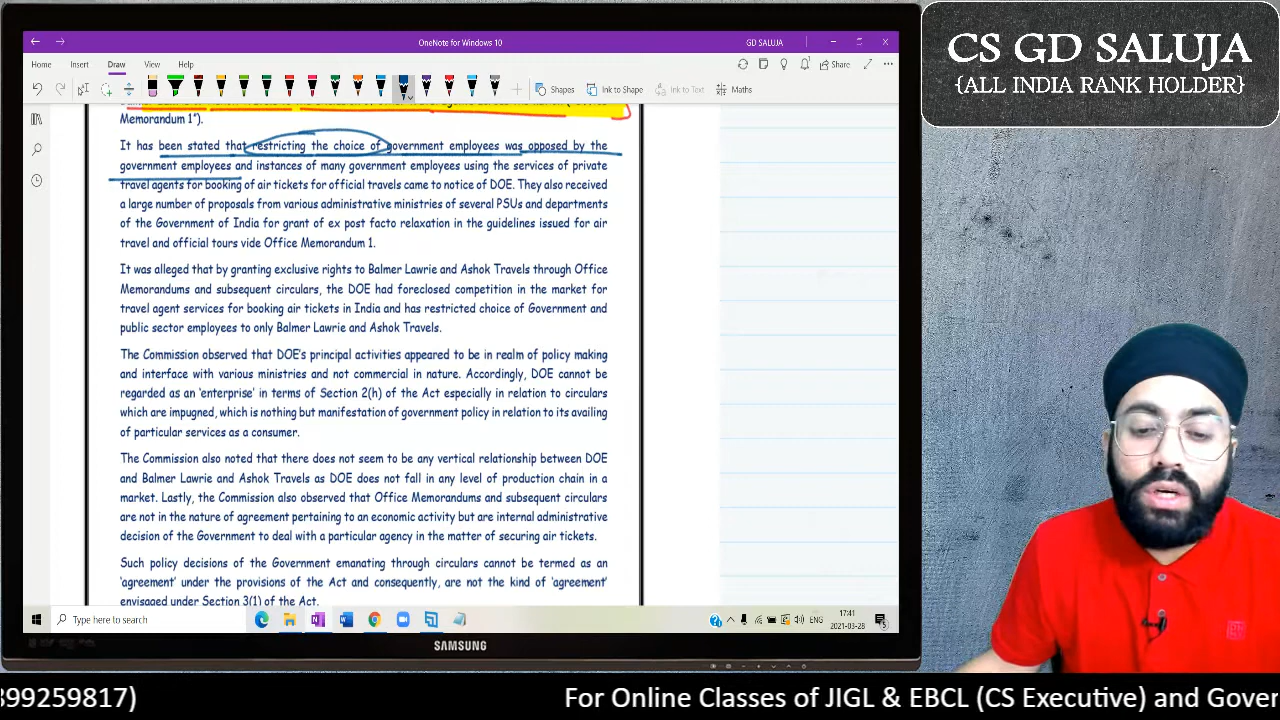 OneNote for Windows 10
GD SALUJA
Home Insert Draw View Help
Share
Shapes Ink to Shape Ink to Text Maths
Memorandum 1").
It has been stated that restricting the choice of government employees was opposed by the
government employees and instances of many government employees using the services of private
travel agents for booking of air tickets for official travels came to notice of DOE. They also received
a large number of proposals from various administrative ministries of several PSUs and departments
of the Government of India for grant of ex post facto relaxation in the guidelines issued for air
travel and official tours vide Office Memorandum 1.
It was alleged that by granting exclusive rights to Balmer Lawrie and Ashok Travels through Office
Memorandums and subsequent circulars, the DOE had foreclosed competition in the market for
travel agent services for booking air tickets in India and has restricted choice of Government and
public sector employees to only Balmer Lawrie and Ashok Travels.
The Commission observed that DOE's principal activities appeared to be in realm of policy making
and interface with various ministries and not commercial in nature. Accordingly, DOE cannot be
regarded as an 'enterprise' in terms of Section 2(h) of the Act especially in relation to circulars
which are impugned, which is nothing but manifestation of government policy in relation to its availing
of particular services as a consumer.
The Commission also noted that there does not seem to be any vertical relationship between DOE
and Balmer Lawrie and Ashok Travels as DOE does not fall in any level of production chain in a
market. Lastly, the Commission also observed that Office Memorandums and subsequent circulars
are not in the nature of agreement pertaining to an economic activity but are internal administrative
decision of the Government to deal with a particular agency in the matter of securing air tickets.
Such policy decisions of the Government emanating through circulars cannot be termed as an
'agreement' under the provisions of the Act and consequently, are not the kind of 'agreement'
envisaged under Section 3(1) of the Act.
Type here to search
ENG
17:41
2021-03-28
SAMSUNG
CS GD SALUJA
{ALL INDIA RANK HOLDER}
399259817) For Online Classes of JIGL & EBCL (CS Executive) and Gover